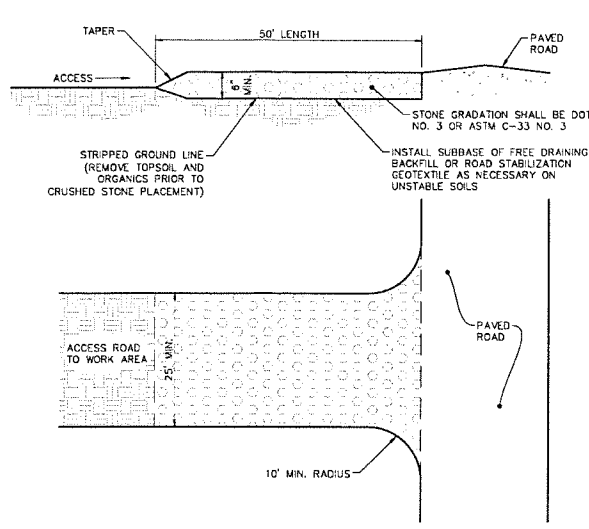 TAPER
50' LENGTH
PAVED
ROAD
ACCESS
6"
MIN.
STONE GRADATION SHALL BE DOT
NO. 3 OR ASTM C-33 NO. 3
STRIPPED GROUND LINE
(REMOVE TOPSOIL AND
ORGANICS PRIOR TO
CRUSHED STONE PLACEMENT)
INSTALL SUBBASE OF FREE DRAINING
BACKFILL OR ROAD STABILIZATION
GEOTEXTILE AS NECESSARY ON
UNSTABLE SOILS
ACCESS ROAD
TO WORK AREA
25' MIN.
PAVED
ROAD
10' MIN. RADIUS